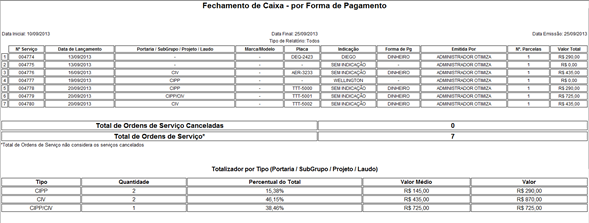 Fechamento de Caixa - por Forma de Pagamento
Data Inicial: 10/09/2013 Data Final: 25/09/2013 Data Emissão: 25/09/2013
Tipo de Relatório: Todos
Nº Serviço Data de Lançamento Portaria / SubGrupo / Projeto / Laudo Marca/Modelo Placa Indicação Forma de Pg Emitida Por Nº. Parcelas Valor Total
1 004774 13/09/2013 - - DEQ-2423 DIEGO DINHEIRO ADMINISTRADOR OTIMIZA 1 R$ 290,00
2 004775 13/09/2013 - - - SEM INDICAÇÃO - ADMINISTRADOR OTIMIZA 1 R$ 0,00
3 004776 16/09/2013 CIV - AER-3233 SEM INDICAÇÃO DINHEIRO ADMINISTRADOR OTIMIZA 1 R$ 435,00
4 004777 19/09/2013 CIPP - - WELLINGTON - ADMINISTRADOR OTIMIZA 1 R$ 0,00
5 004778 20/09/2013 CIPP - TTT-5000 SEM INDICAÇÃO DINHEIRO ADMINISTRADOR OTIMIZA 1 R$ 290,00
6 004779 20/09/2013 CIPP/CIV - TTT-5001 SEM INDICAÇÃO DINHEIRO ADMINISTRADOR OTIMIZA 1 R$ 725,00
7 004780 20/09/2013 CIV - TTT-5002 SEM INDICAÇÃO DINHEIRO ADMINISTRADOR OTIMIZA 1 R$ 435,00
Total de Ordens de Serviço Canceladas 0
Total de Ordens de Serviço* 7
*Total de Ordens de Serviço não considera os serviços cancelados
Totalizador por Tipo (Portaria / SubGrupo / Projeto / Laudo)
Tipo Quantidade Percentual do Total Valor Médio Valor
CIPP 2 15,38% R$ 145,00 R$ 290,00
CIV 2 46,15% R$ 435,00 R$ 870,00
CIPP/CIV 1 38,46% R$ 725,00 R$ 725,00